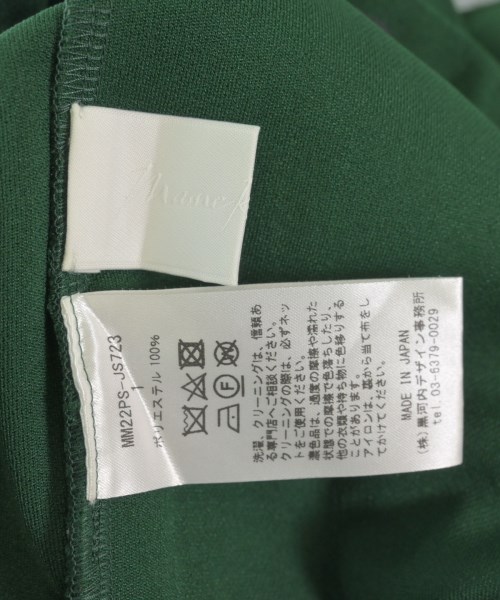 MM22PS-JS723
1
ポリエステル 100%
F
W
洗濯、クリーニングは、信頼あ
る専門店へご相談ください。
クリーニングの際は、必ずネッ
トをご使用ください。
濃色品は、過度の摩擦や濡れた
状態での摩擦で色落ちしたり、
他の衣類や持ち物に色移りする
ことがあります。
アイロンは、裏から当て布をし
てかけてください。
MADE IN JAPAN
(株)黒河内デザイン事務所
tel. 03-6270-0029